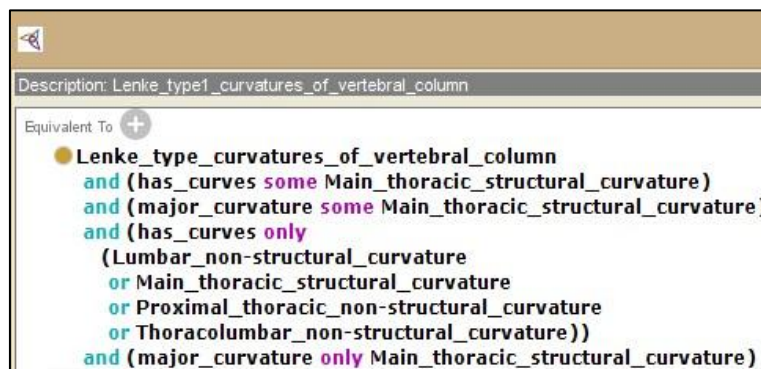 Description: Lenke_type1_curvatures_of_vertebral_column
Equivalent To
Lenke_type_curvatures_of_vertebral_column
and (has_curves some Main_thoracic_structural_curvature)
and (major_curvature some Main_thoracic_structural_curvature)
and (has_curves only
(Lumbar_non-structural_curvature
or Main_thoracic_structural_curvature
or Proximal_thoracic_non-structural_curvature
or Thoracolumbar_non-structural_curvature))
and (major_curvature only Main_thoracic_structural_curvature)